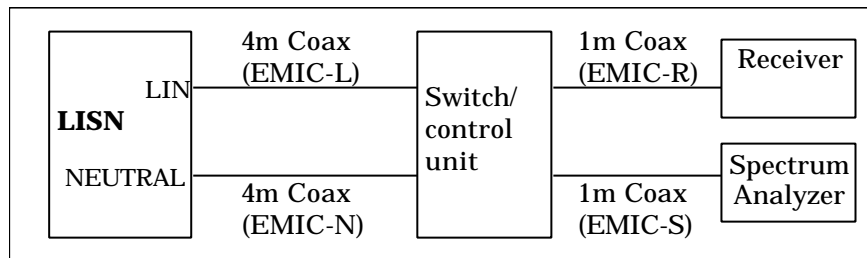 4m Coax
(EMIC-L)
1m Coax
(EMIC-R)
Receiver
LIN
LISN
Switch/
control
unit
NEUTRAL
4m Coax
(EMIC-N)
1m Coax
(EMIC-S)
Spectrum
Analyzer